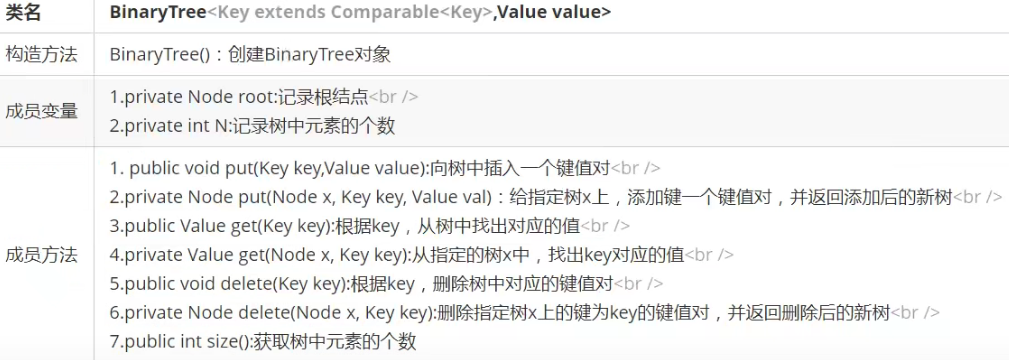 类名 BinaryTree<Key extends Comparable<Key>,Value value>
构造方法 BinaryTree()：创建BinaryTree对象
成员变量
1.private Node root:记录根结点<br />
2.private int N:记录树中元素的个数
成员方法
1. public void put(Key key,Value value):向树中插入一个键值对<br />
2.private Node put(Node x, Key key, Value val)：给指定树x上，添加键一个键值对，并返回添加后的新树<br />
3.public Value get(Key key):根据key，从树中找出对应的值<br />
4.private Value get(Node x, Key key):从指定的树x中，找出key对应的值<br />
5.public void delete(Key key):根据key，删除树中对应的键值对<br />
6.private Node delete(Node x, Key key):删除指定树x上的键为key的键值对，并返回删除后的新树<br />
7.public int size():获取树中元素的个数